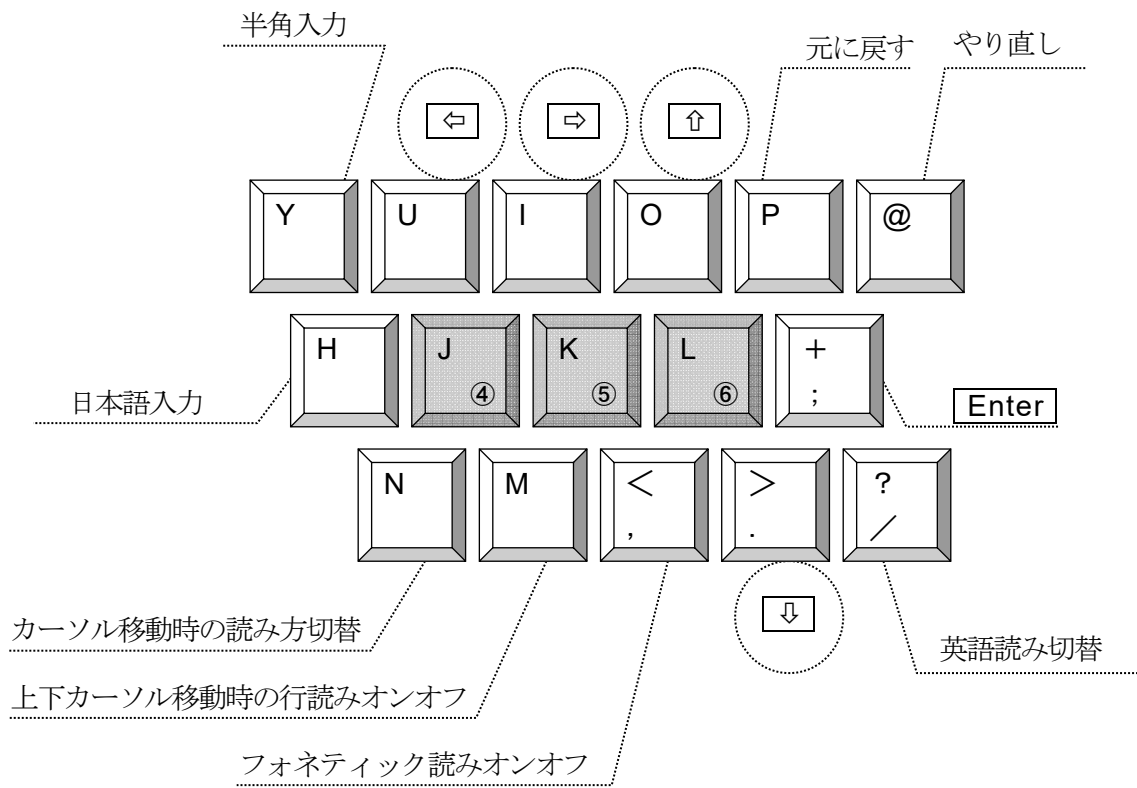 半角入力
元に戻す
やり直し
⇦
⇨
⇧
Y
U
I
O
P
@
H
J
④
K
⑤
L
⑥
+
;
日本語入力
Enter
N
M
<
,
>
.
?
/
⇩
カーソル移動時の読み方切替
英語読み切替
上下カーソル移動時の行読みオンオフ
フォネティック読みオンオフ